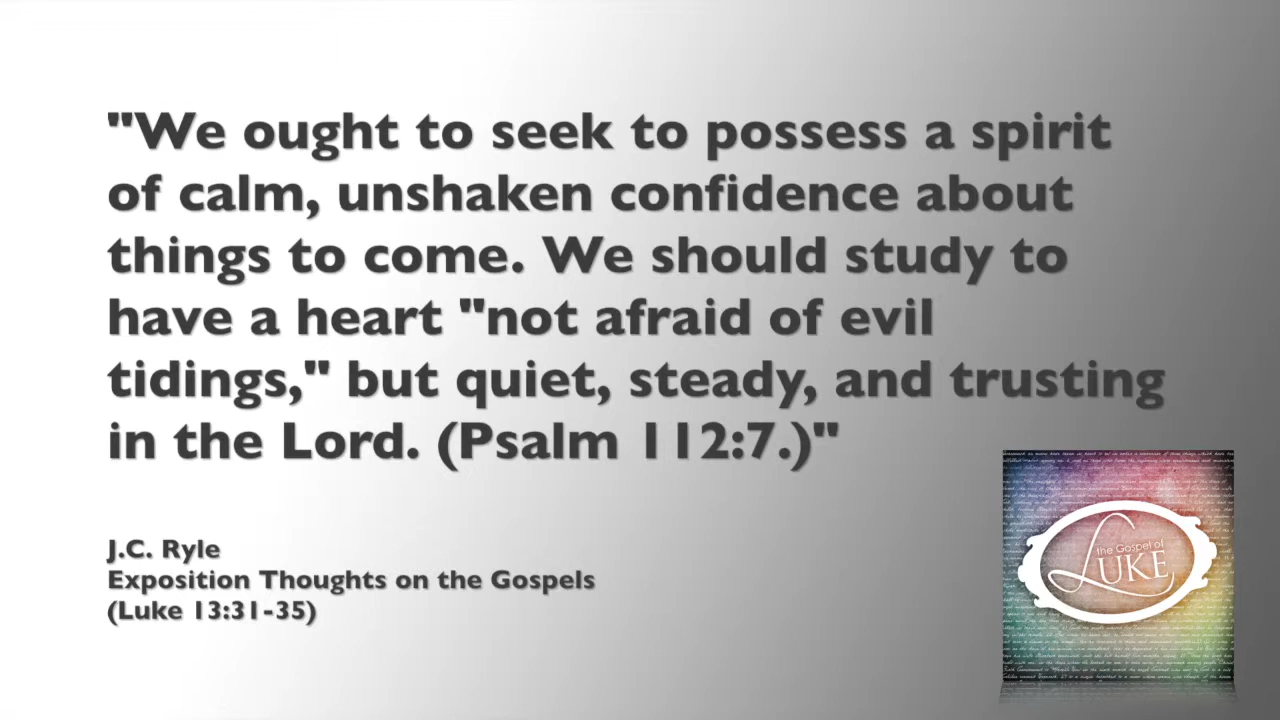 "We ought to seek to possess a spirit
of calm, unshaken confidence about
things to come. We should study to
have a heart "not afraid of evil
tidings," but quiet, steady, and trusting
in the Lord. (Psalm 112:7.)"
J.C. Ryle
Exposition Thoughts on the Gospels
(Luke 13:31-35)
The Gospel of
LUKE